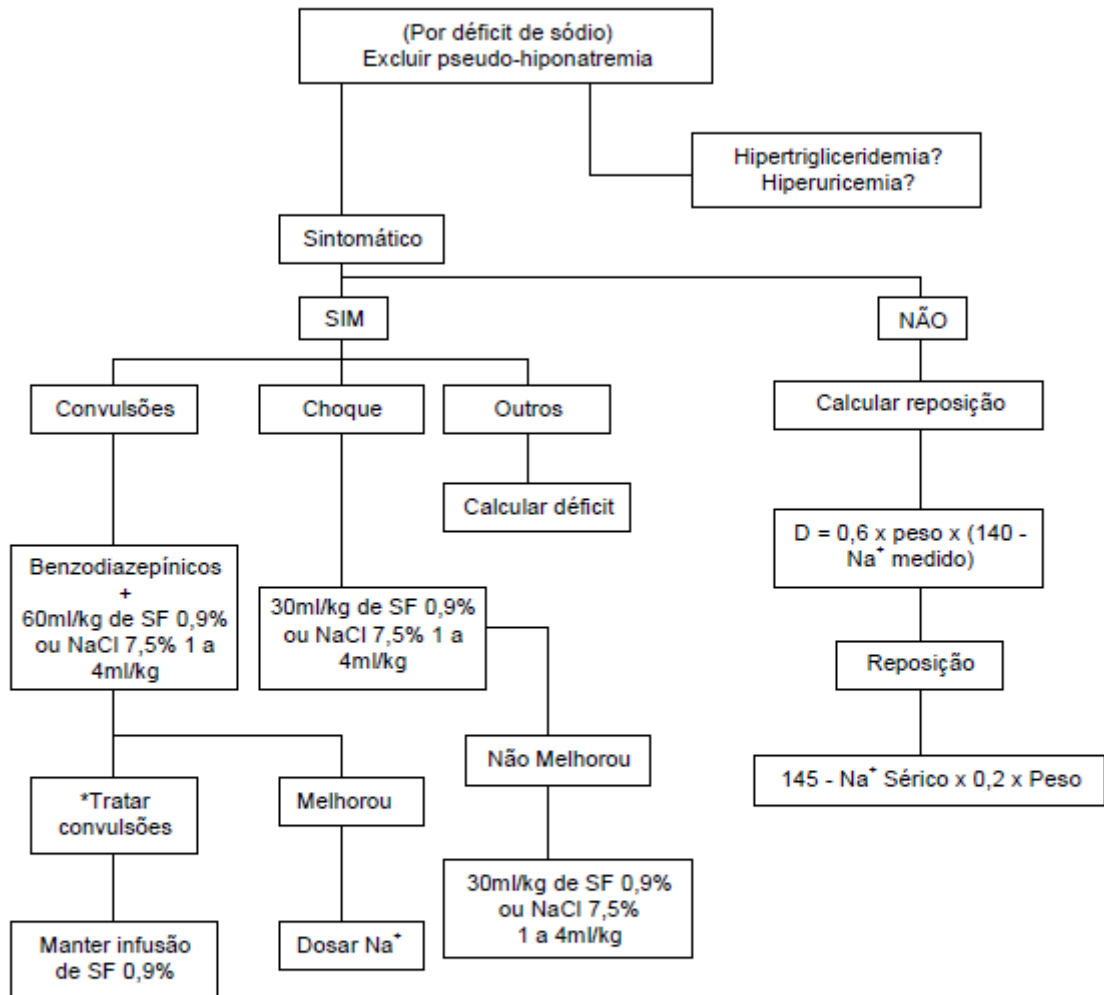 (Por déficit de sódio)
Excluir pseudo-hiponatremia
Hipertrigliceridemia?
Hiperuricemia?
Sintomático
SIM
NÃO
Convulsões
Choque
Outros
Calcular reposição
Calcular déficit
D = 0,6 x peso x (140 -
Na⁺ medido)
Benzodiazepínicos
+
60ml/kg de SF 0,9%
ou NaCl 7,5% 1 a
4ml/kg
30ml/kg de SF 0,9%
ou NaCl 7,5% 1 a
4ml/kg
Reposição
Não Melhorou
145 - Na⁺ Sérico x 0,2 x Peso
*Tratar
convulsões
Melhorou
30ml/kg de SF 0,9%
ou NaCl 7,5%
1 a 4ml/kg
Manter infusão
de SF 0,9%
Dosar Na⁺